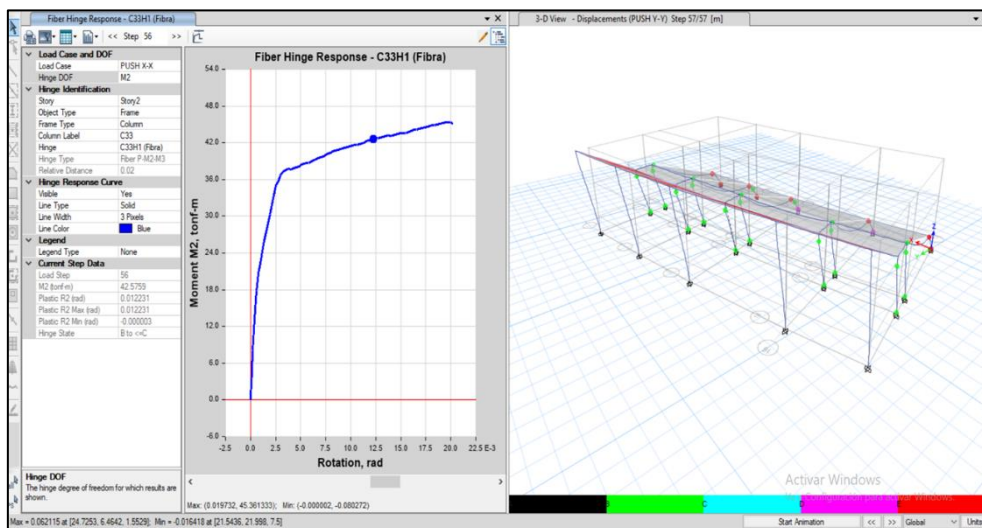 Fiber Hinge Response - C33H1 (Fibra)
<< Step 56 >>
Load Case and DOF
Load Case PUSH X-X
Hinge DOF M2
Hinge Identification
Story Story2
Object Type Frame
Frame Type Column
Column Label C33
Hinge C33H1 (Fibra)
Hinge Type Fiber P-M2-M3
Relative Distance 0.02
Hinge Response Curve
Visible Yes
Line Type Solid
Line Width 3 Pixels
Line Color Blue
Legend
Legend Type None
Current Step Data
Load Step 56
M2 (tonf-m) 42.5759
Plastic R2 (rad) 0.012231
Plastic R2 Max (rad) 0.012231
Plastic R2 Min (rad) -0.000003
Hinge State B to <=C
Hinge DOF
The hinge degree of freedom for which results are
shown.
Fiber Hinge Response - C33H1 (Fibra)
Moment M2, tonf-m
54.0
48.0
42.0
36.0
30.0
24.0
18.0
12.0
6.0
0.0
-6.0
-2.5 0.0 2.5 5.0 7.5 10.0 12.5 15.0 17.5 20.0 22.5 E-3
Rotation, rad
Max: (0.019732, 45.361333); Min: (-0.000002, -0.080272)
3-D View - Displacements (PUSH Y-Y) Step 57/57 [m]
Z
Activar Windows
configuración para activar Windows.
B C D E
Max = 0.062115 at [24.7253, 6.4642, 1.5529]; Min = -0.016418 at [21.5436, 21.998, 7.5]
Start Animation << >> Global Units